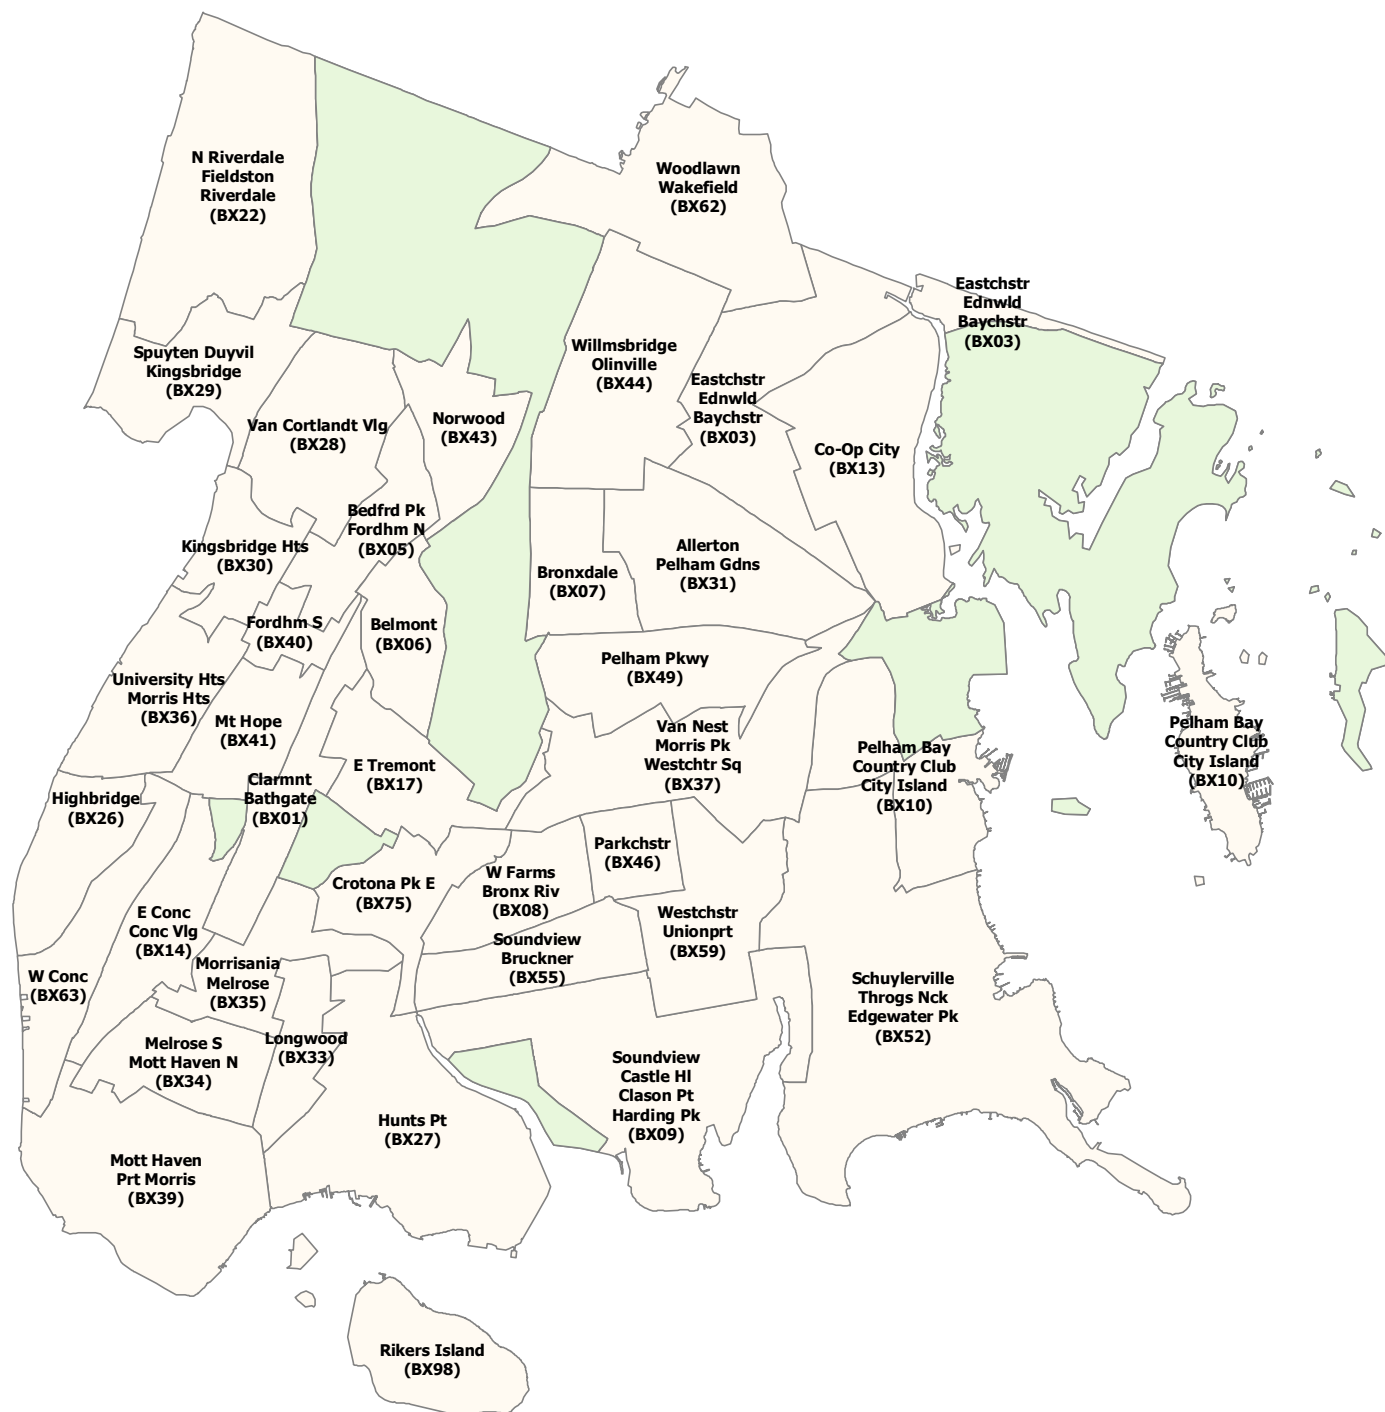 N Riverdale
Fieldston
Riverdale
(BX22)
Woodlawn
Wakefield
(BX62)
Eastchstr
Ednwld
Baychstr
(BX03)
Spuyten Duyvil
Kingsbridge
(BX29)
Willmsbridge
Olinville
(BX44)
Eastchstr
Ednwld
Baychstr
(BX03)
Van Cortlandt Vlg
(BX28)
Norwood
(BX43)
Co-Op City
(BX13)
Bedfrd Pk
Fordhm N
(BX05)
Kingsbridge Hts
(BX30)
Bronxdale
(BX07)
Allerton
Pelham Gdns
(BX31)
Fordhm S
(BX40)
Belmont
(BX06)
Pelham Pkwy
(BX49)
University Hts
Morris Hts
(BX36)
Mt Hope
(BX41)
Van Nest
Morris Pk
Westchtr Sq
(BX37)
Pelham Bay
Country Club
City Island
(BX10)
Pelham Bay
Country Club
City Island
(BX10)
E Tremont
(BX17)
Clarmnt
Bathgate
(BX01)
Highbridge
(BX26)
Parkchstr
(BX46)
Crotona Pk E
(BX75)
W Farms
Bronx Riv
(BX08)
E Conc
Conc Vlg
(BX14)
Westchstr
Unionprt
(BX59)
Soundview
Bruckner
(BX55)
W Conc
(BX63)
Morrisania
Melrose
(BX35)
Schuylerville
Throgs Nck
Edgewater Pk
(BX52)
Melrose S
Mott Haven N
(BX34)
Longwood
(BX33)
Soundview
Castle Hl
Clason Pt
Harding Pk
(BX09)
Hunts Pt
(BX27)
Mott Haven
Prt Morris
(BX39)
Rikers Island
(BX98)